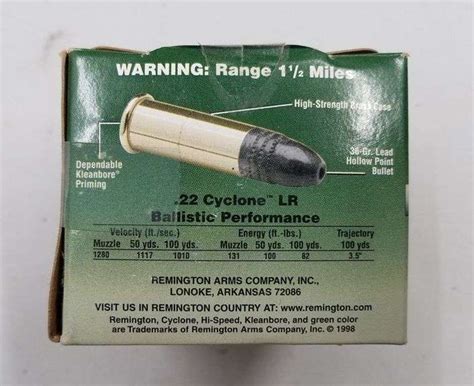 WARNING: Range 1 1/2 Miles
High-Strength Brass Case
Dependable
Kleanbore
Priming
36-Gr. Lead
Hollow Point
Bullet
.22 Cyclone™ LR
Ballistic Performance
Velocity (ft./sec.) Energy (ft.-lbs.) Trajectory
Muzzle 50 yds. 100 yds. Muzzle 50 yds. 100 yds. 100 yds
1280 1117 1010 131 100 82 3.5"
REMINGTON ARMS COMPANY, INC.,
LONOKE, ARKANSAS 72086
VISIT US IN REMINGTON COUNTRY AT: www.remington.com
Remington, Cyclone, Hi-Speed, Kleanbore, and green color
are Trademarks of Remington Arms Company, Inc. © 1998